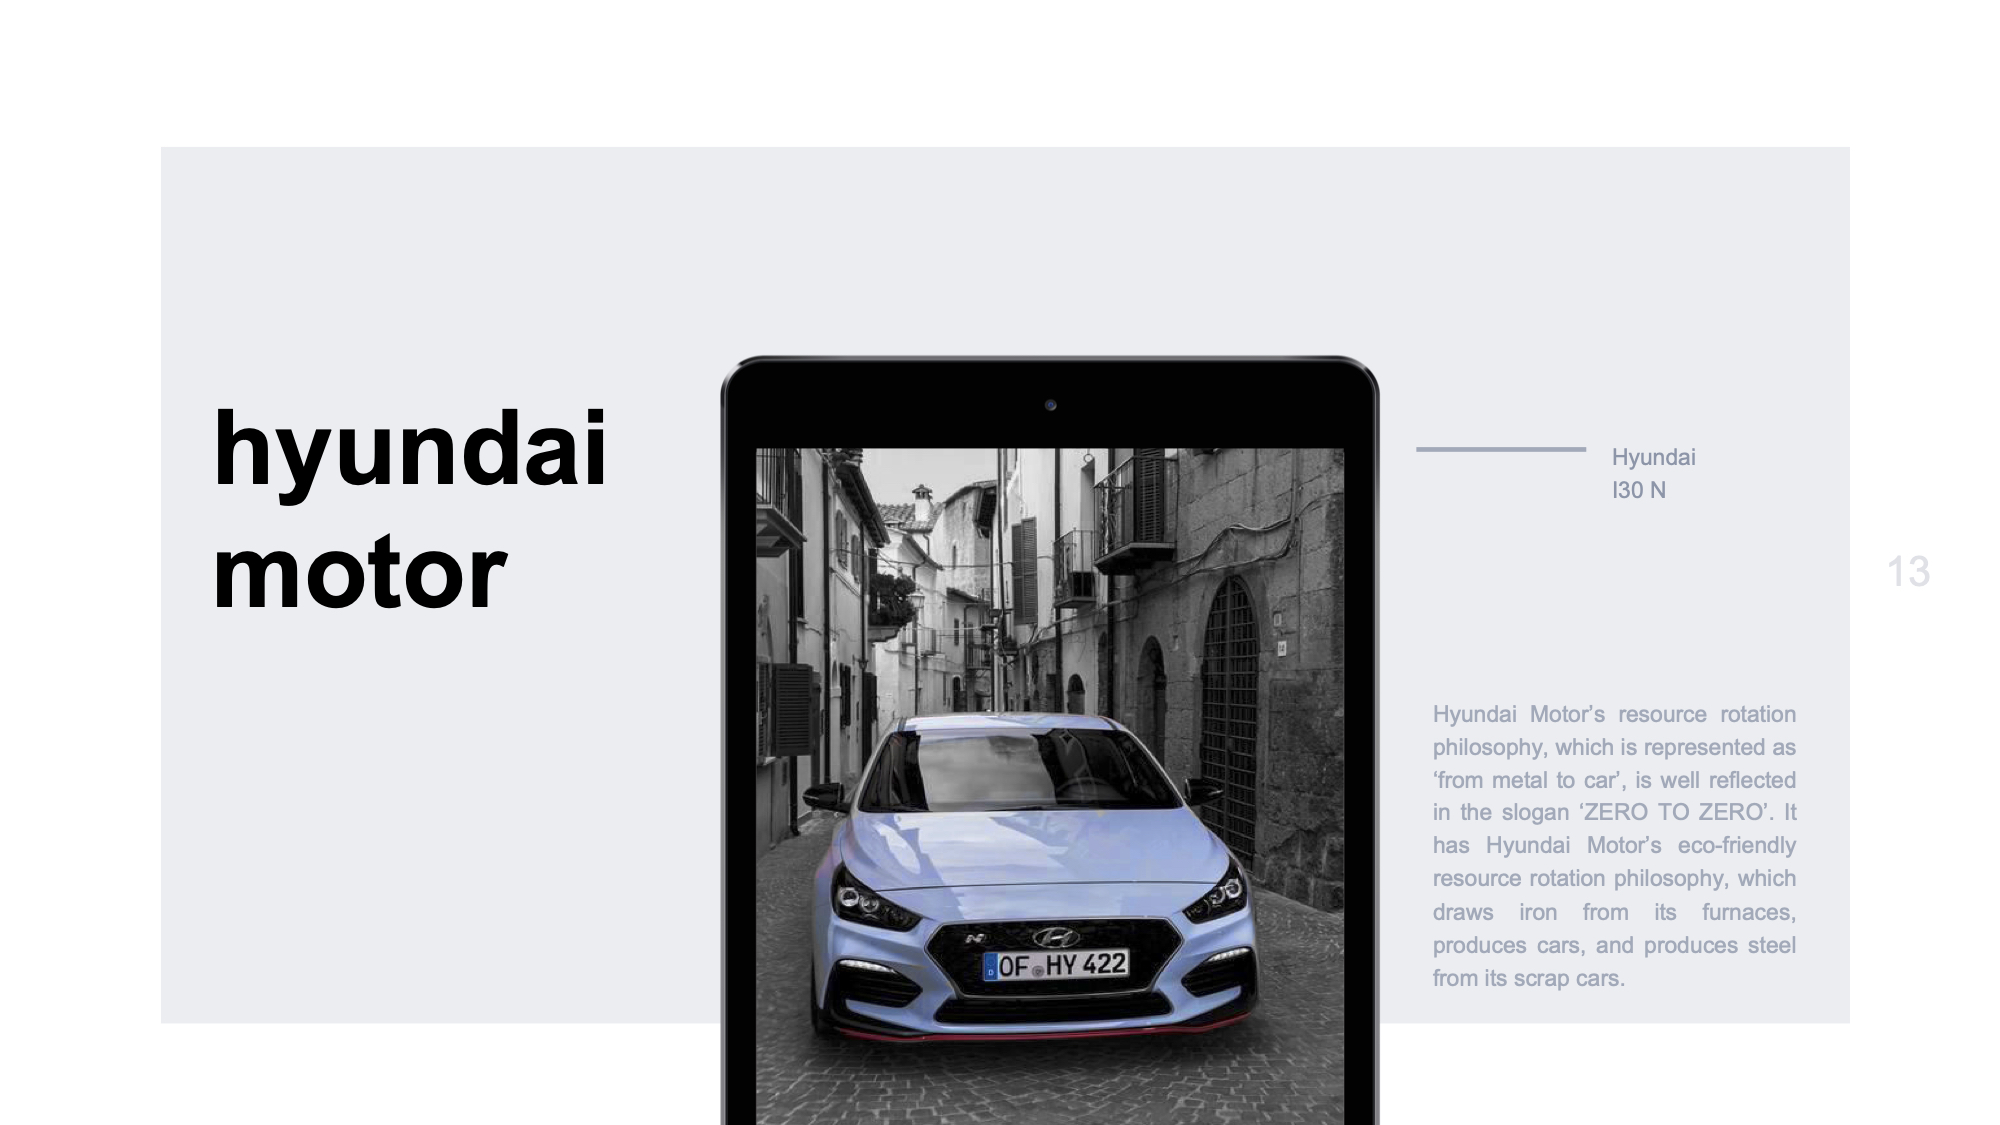 hyundai
motor
Hyundai
I30 N
13
OF HY 422
Hyundai Motor’s resource rotation
philosophy, which is represented as
‘from metal to car’, is well reflected
in the slogan ‘ZERO TO ZERO’. It
has Hyundai Motor’s eco-friendly
resource rotation philosophy, which
draws iron from its furnaces,
produces cars, and produces steel
from its scrap cars.